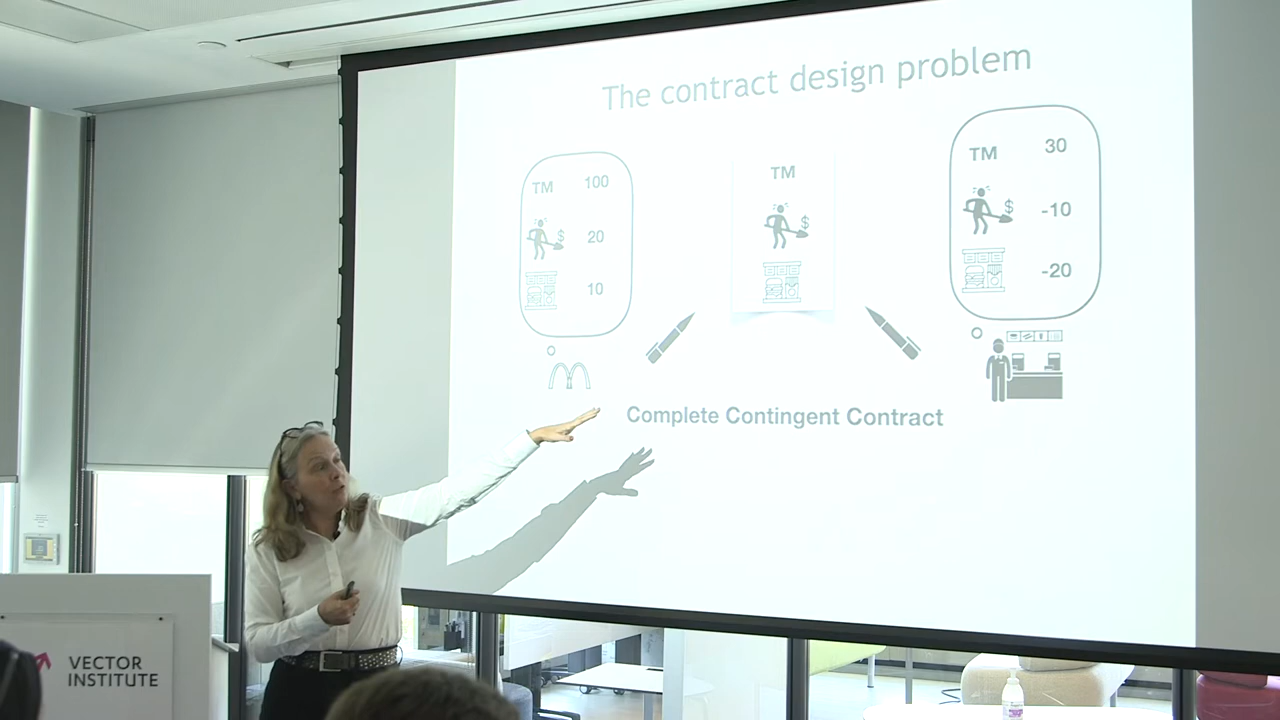 The contract design problem
TM 100
$ 20
10
TM
$
TM 30
$ -10
-20
Complete Contingent Contract
VECTOR
INSTITUTE